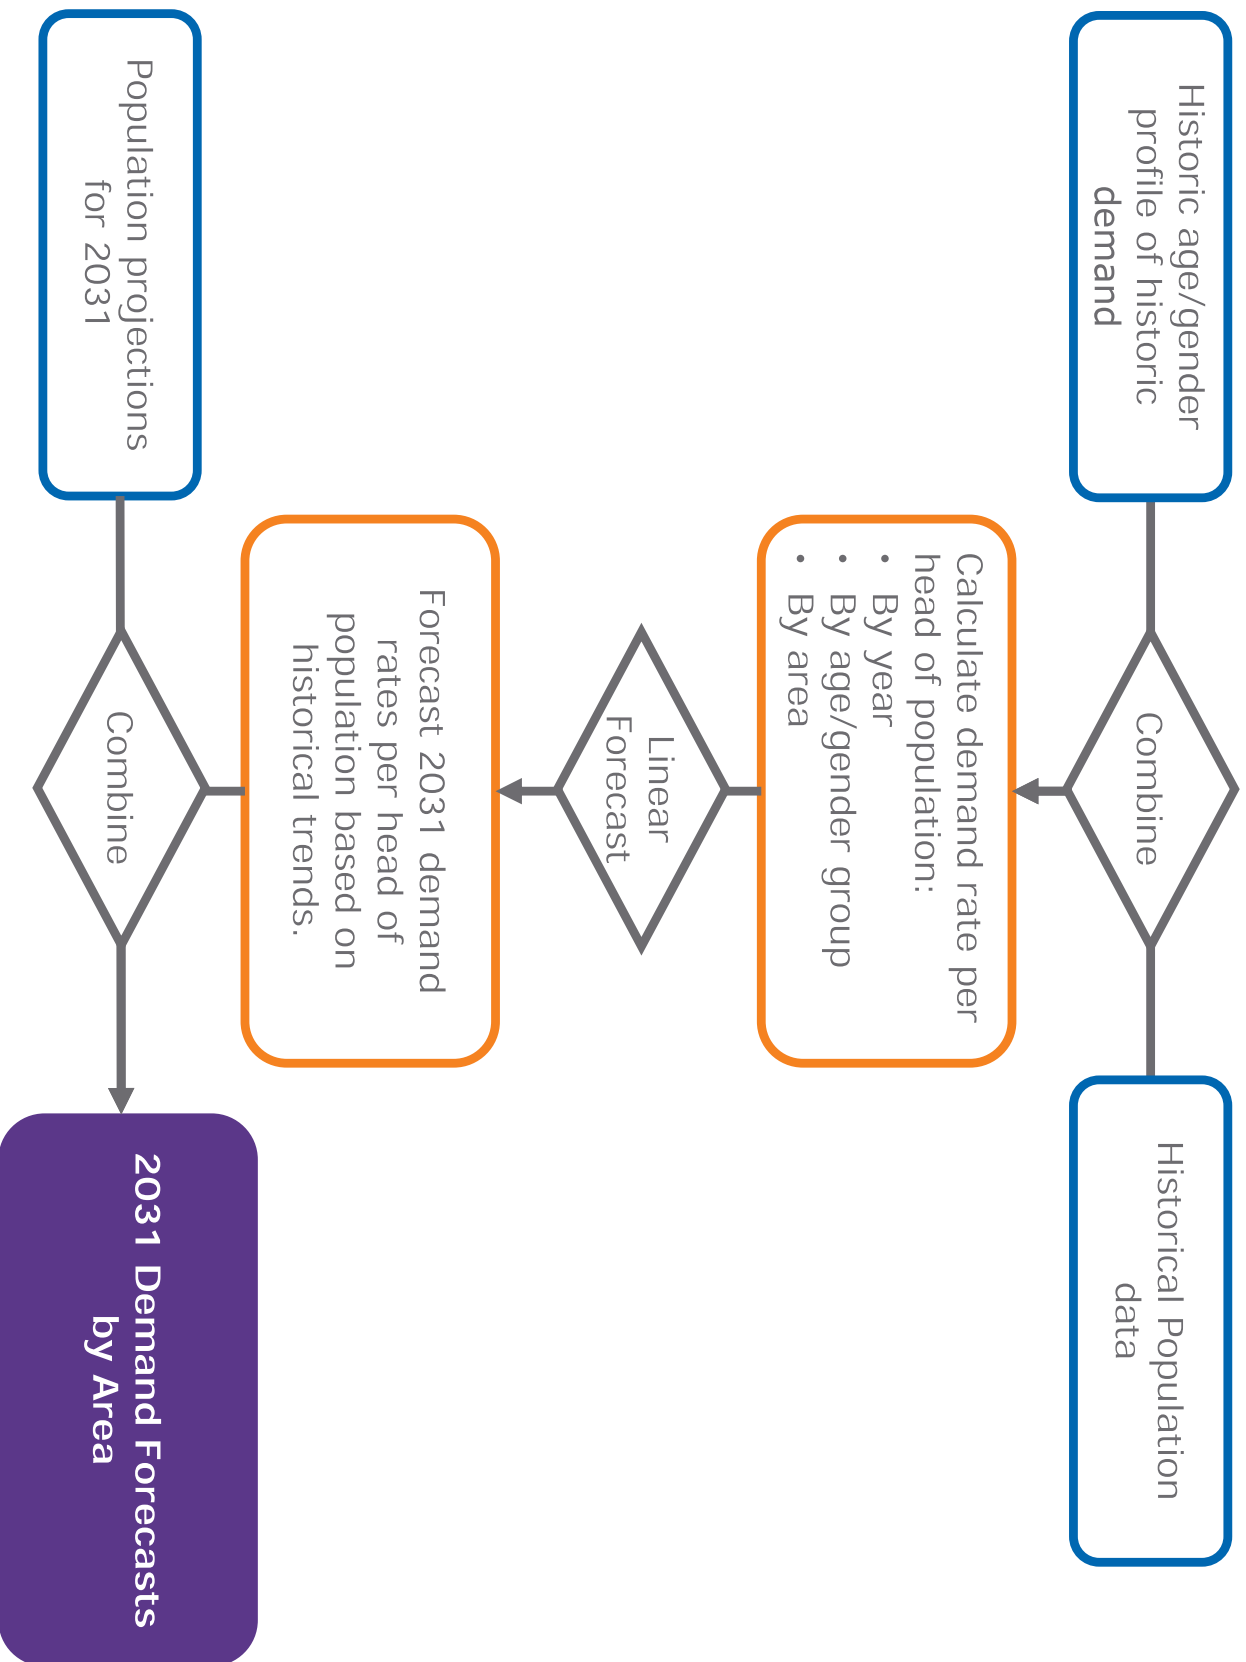 Historic age/gender
profile of historic
demand
Combine
Historical Population
data
Calculate demand rate per
head of population:
• By year
• By age/gender group
• By area
Linear
Forecast
Forecast 2031 demand
rates per head of
population based on
historical trends.
Population projections
for 2031
Combine
2031 Demand Forecasts
by Area